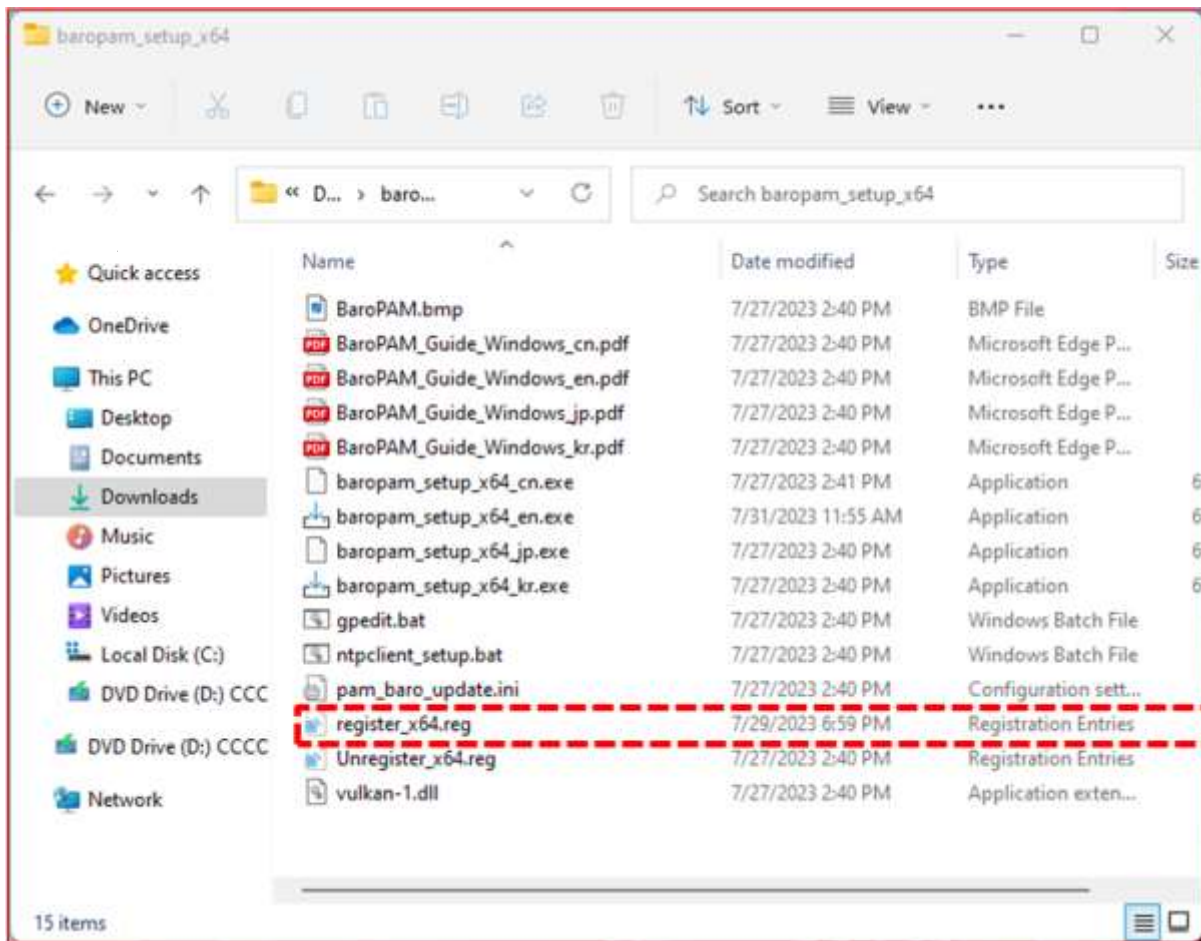 baropam_setup_x64
New Sort View ...
« D... > baro... Search baropam_setup_x64
Name Date modified Type Size
Quick access
OneDrive
This PC
Desktop
Documents
Downloads
Music
Pictures
Videos
Local Disk (C:)
DVD Drive (D:) CCC
DVD Drive (D:) CCCC
Network
BaroPAM.bmp 7/27/2023 2:40 PM BMP File
BaroPAM_Guide_Windows_cn.pdf 7/27/2023 2:40 PM Microsoft Edge P...
BaroPAM_Guide_Windows_en.pdf 7/27/2023 2:40 PM Microsoft Edge P...
BaroPAM_Guide_Windows_jp.pdf 7/27/2023 2:40 PM Microsoft Edge P...
BaroPAM_Guide_Windows_kr.pdf 7/27/2023 2:40 PM Microsoft Edge P...
baropam_setup_x64_cn.exe 7/27/2023 2:41 PM Application 6
baropam_setup_x64_en.exe 7/31/2023 11:55 AM Application 6
baropam_setup_x64_jp.exe 7/27/2023 2:40 PM Application 6
baropam_setup_x64_kr.exe 7/27/2023 2:40 PM Application 6
gpedit.bat 7/27/2023 2:40 PM Windows Batch File
ntpclient_setup.bat 7/27/2023 2:40 PM Windows Batch File
pam_baro_update.ini 7/27/2023 2:40 PM Configuration sett...
register_x64.reg 7/29/2023 6:59 PM Registration Entries
Unregister_x64.reg 7/27/2023 2:40 PM Registration Entries
vulkan-1.dll 7/27/2023 2:40 PM Application exten...
15 items